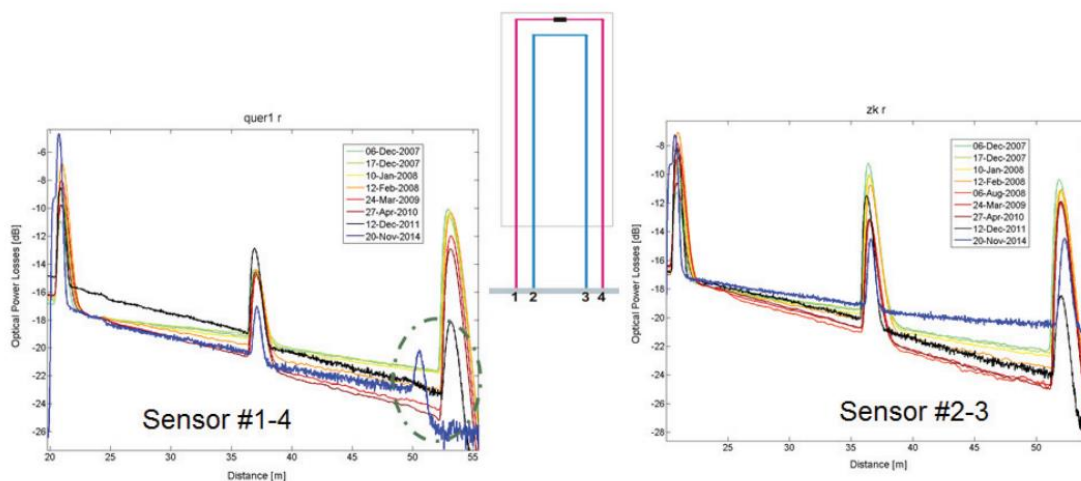 quer1 r
Optical Power Losses [dB]
-6
-8
-10
-12
-14
-16
-18
-20
-22
-24
-26
06-Dec-2007
17-Dec-2007
10-Jan-2008
12-Feb-2008
24-Mar-2009
27-Apr-2010
12-Dec-2011
20-Nov-2014
Sensor #1-4
20 25 30 35 40 45 50 55
Distance [m]
1 2 3 4
zk r
Optical Power Losses [dB]
-8
-10
-12
-14
-16
-18
-20
-22
-24
-26
-28
06-Dec-2007
17-Dec-2007
10-Jan-2008
12-Feb-2008
06-Aug-2008
24-Mar-2009
27-Apr-2010
12-Dec-2011
20-Nov-2014
Sensor #2-3
25 30 35 40 45 50
Distance [m]